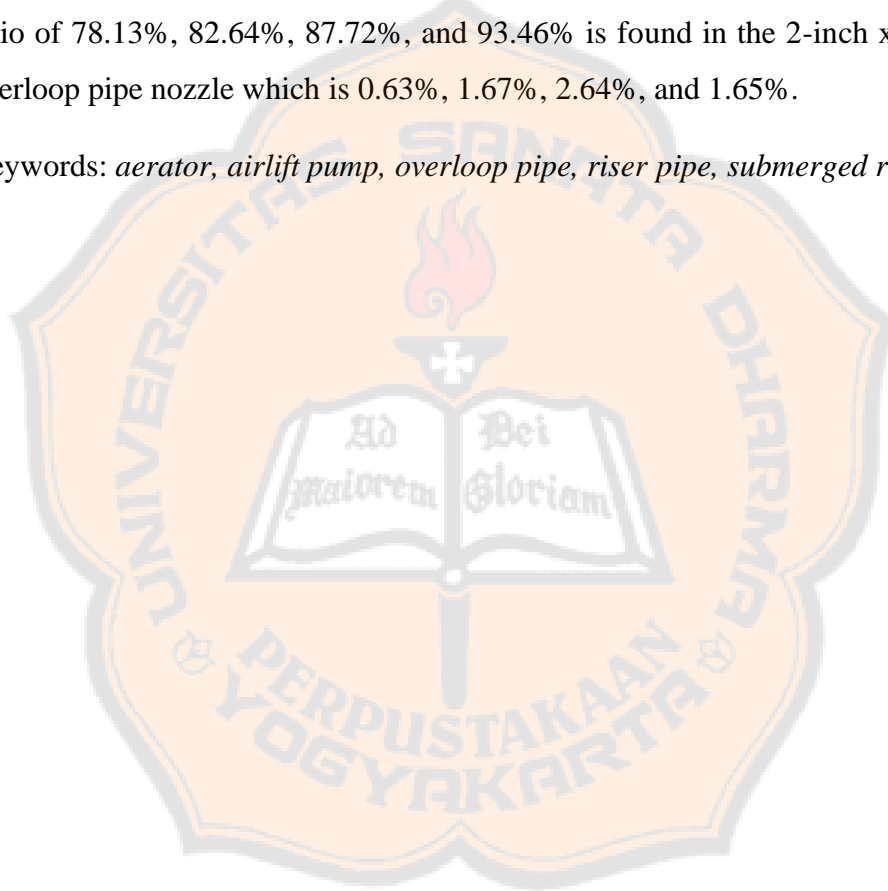 io of 78.13%, 82.64%, 87.72%, and 93.46% is found in the 2-inch x
erloop pipe nozzle which is 0.63%, 1.67%, 2.64%, and 1.65%.
eywords: aerator, airlift pump, overloop pipe, riser pipe, submerged r
UNIVERSITAS SANATA DHARMA
Ad Dei
Maiorem Gloriam
PERPUSTAKAAN
YOGYAKARTA